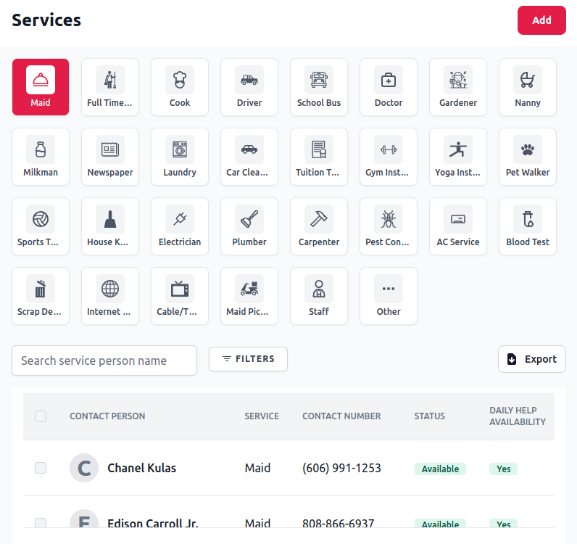 Services
Add
Maid
Full Time...
Cook
Driver
School Bus
Doctor
Gardener
Nanny
Milkman
Newspaper
Laundry
Car Clea...
Tuition T...
Gym Inst...
Yoga Inst...
Pet Walker
Sports T...
House K...
Electrician
Plumber
Carpenter
Pest Con...
AC Service
Blood Test
Scrap De...
Internet ...
Cable/T...
Maid Pic...
Staff
Other
Search service person name
FILTERS
Export
CONTACT PERSON SERVICE CONTACT NUMBER STATUS DAILY HELP
AVAILABILITY
C Chanel Kulas Maid (606) 991-1253 Available Yes
E Edison Carroll Jr. Maid 808-866-6937 Available Yes